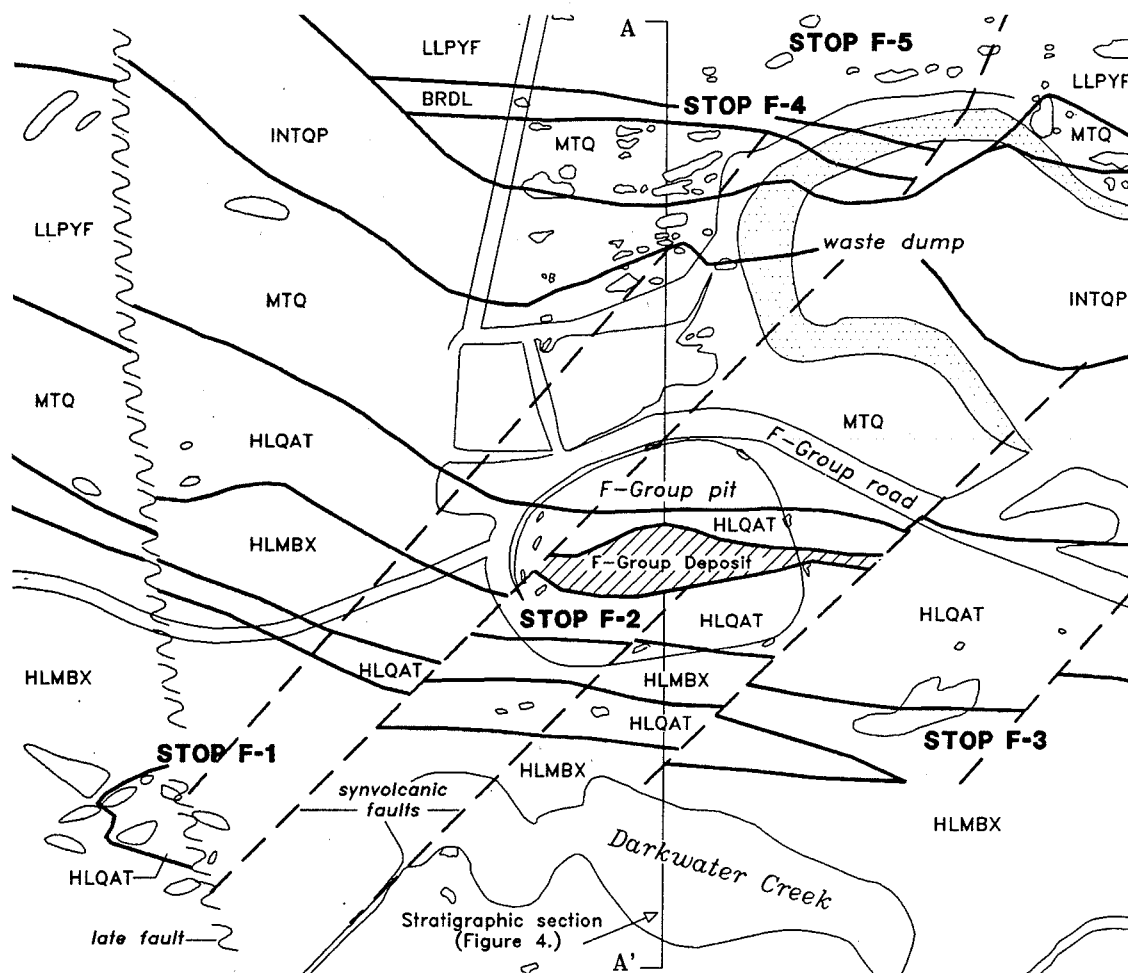 A
STOP F-5
LLPYF
LLPYF
BRDL
STOP F-4
INTQP
MTQ
MTQ
LLPYF
waste dump
MTQ
INTQP
MTQ
MTQ
HLQAT
F-Group road
F-Group pit
HLQAT
HLMBX
F-Group Deposit
STOP F-2
HLQAT
HLQAT
HLMBX
HLQAT
HLMBX
HLQAT
STOP F-1
STOP F-3
HLMBX
synvolcanic
faults
HLMBX
Darkwater Creek
HLQAT
Stratigraphic section
(Figure 4.)
late fault
A'